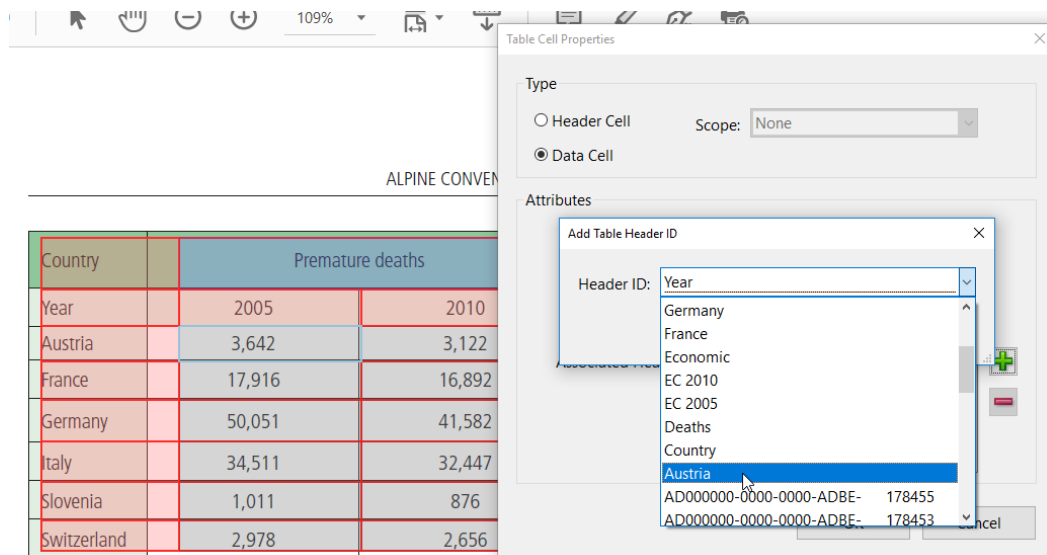 109%
Table Cell Properties
Type
Header Cell
Scope: None
Data Cell
ALPINE CONVEN
Attributes
Add Table Header ID
Header ID: Year
Germany
France
Economic
EC 2010
EC 2005
Deaths
Country
Austria
AD000000-0000-0000-ADBE- 178455
AD000000-0000-0000-ADBE- 178453
Country Premature deaths
Year 2005 2010
Austria 3,642 3,122
France 17,916 16,892
Germany 50,051 41,582
Italy 34,511 32,447
Slovenia 1,011 876
Switzerland 2,978 2,656